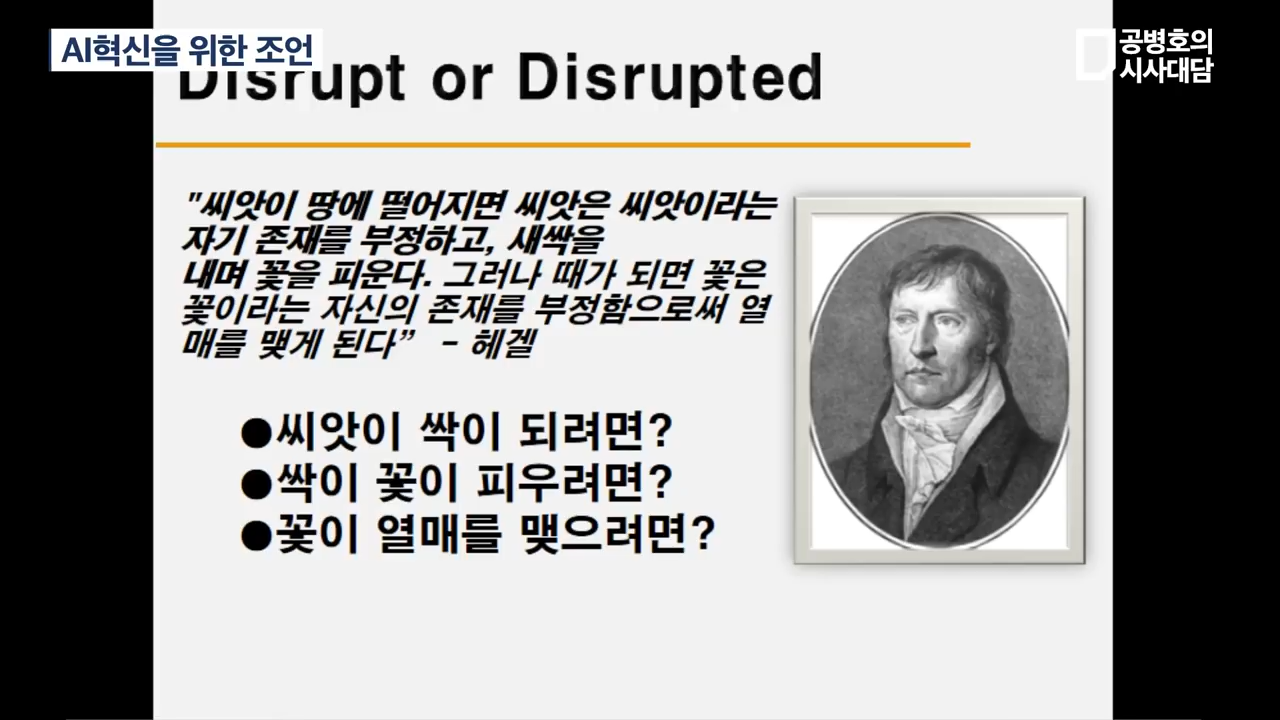 AI혁신을 위한 조언
공병호의
시사대담
Disrupt or Disrupted
"씨앗이 땅에 떨어지면 씨앗은 씨앗이라는
자기 존재를 부정하고, 새싹을
내며 꽃을 피운다. 그러나 때가 되면 꽃은
꽃이라는 자신의 존재를 부정함으로써 열
매를 맺게 된다” - 헤겔
●씨앗이 싹이 되려면?
●싹이 꽃이 피우려면?
●꽃이 열매를 맺으려면?